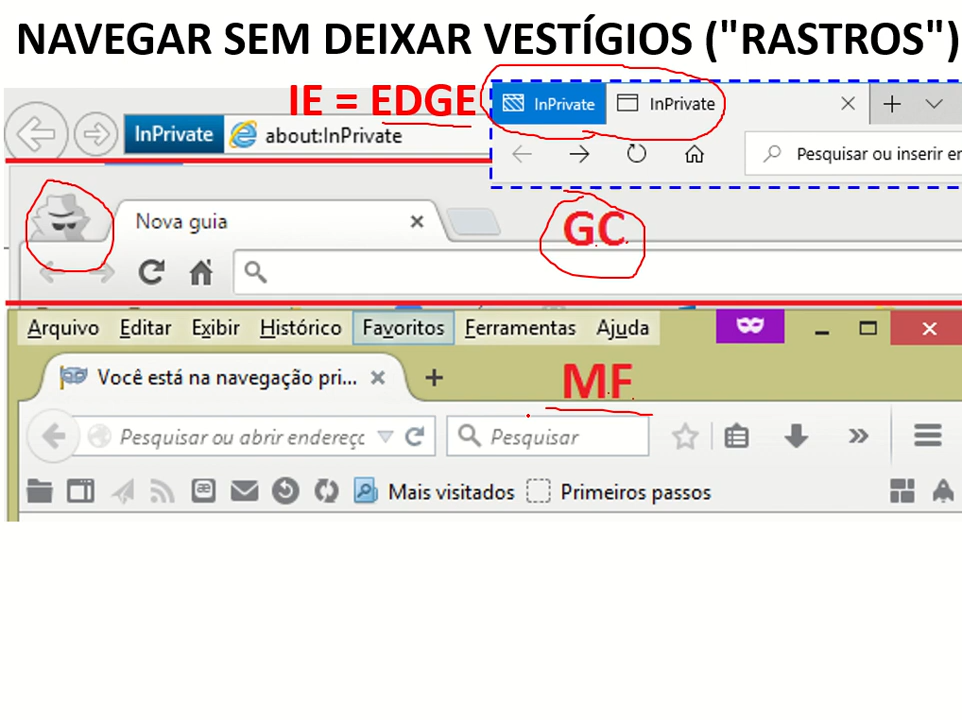 NAVEGAR SEM DEIXAR VESTÍGIOS ("RASTROS")
IE = EDGE
InPrivate InPrivate
InPrivate about:InPrivate
Pesquisar ou inserir en
Nova guia
GC
Arquivo Editar Exibir Histórico Favoritos Ferramentas Ajuda
Você está na navegação pri...
MF
Pesquisar ou abrir endereçc Pesquisar
Mais visitados Primeiros passos